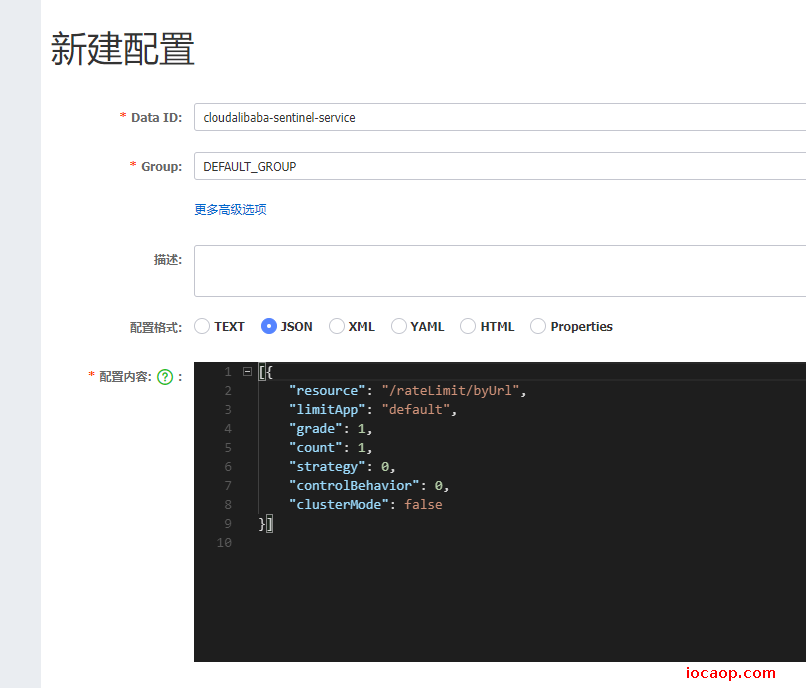 新建配置
* Data ID: cloudalibaba-sentinel-service
* Group: DEFAULT_GROUP
更多高级选项
描述:
配置格式: TEXT JSON XML YAML HTML Properties
* 配置内容: ? :
1 [{
2 "resource": "/rateLimit/byUrl",
3 "limitApp": "default",
4 "grade": 1,
5 "count": 1,
6 "strategy": 0,
7 "controlBehavior": 0,
8 "clusterMode": false
9 }]
10
iocaop.com